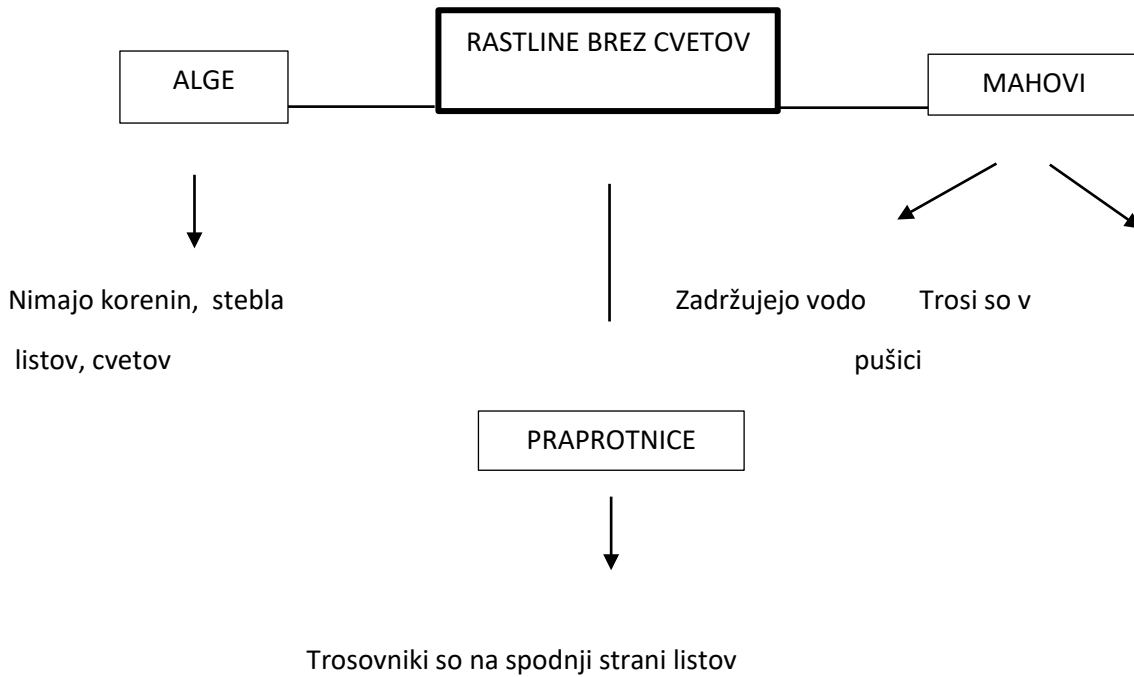 RASTLINE BREZ CVETOV
ALGE
MAHOVI
Nimajo korenin, stebla
listov, cvetov
Zadržujejo vodo
Trosi so v
pušici
PRAPROTNICE
Trosovniki so na spodnji strani listov